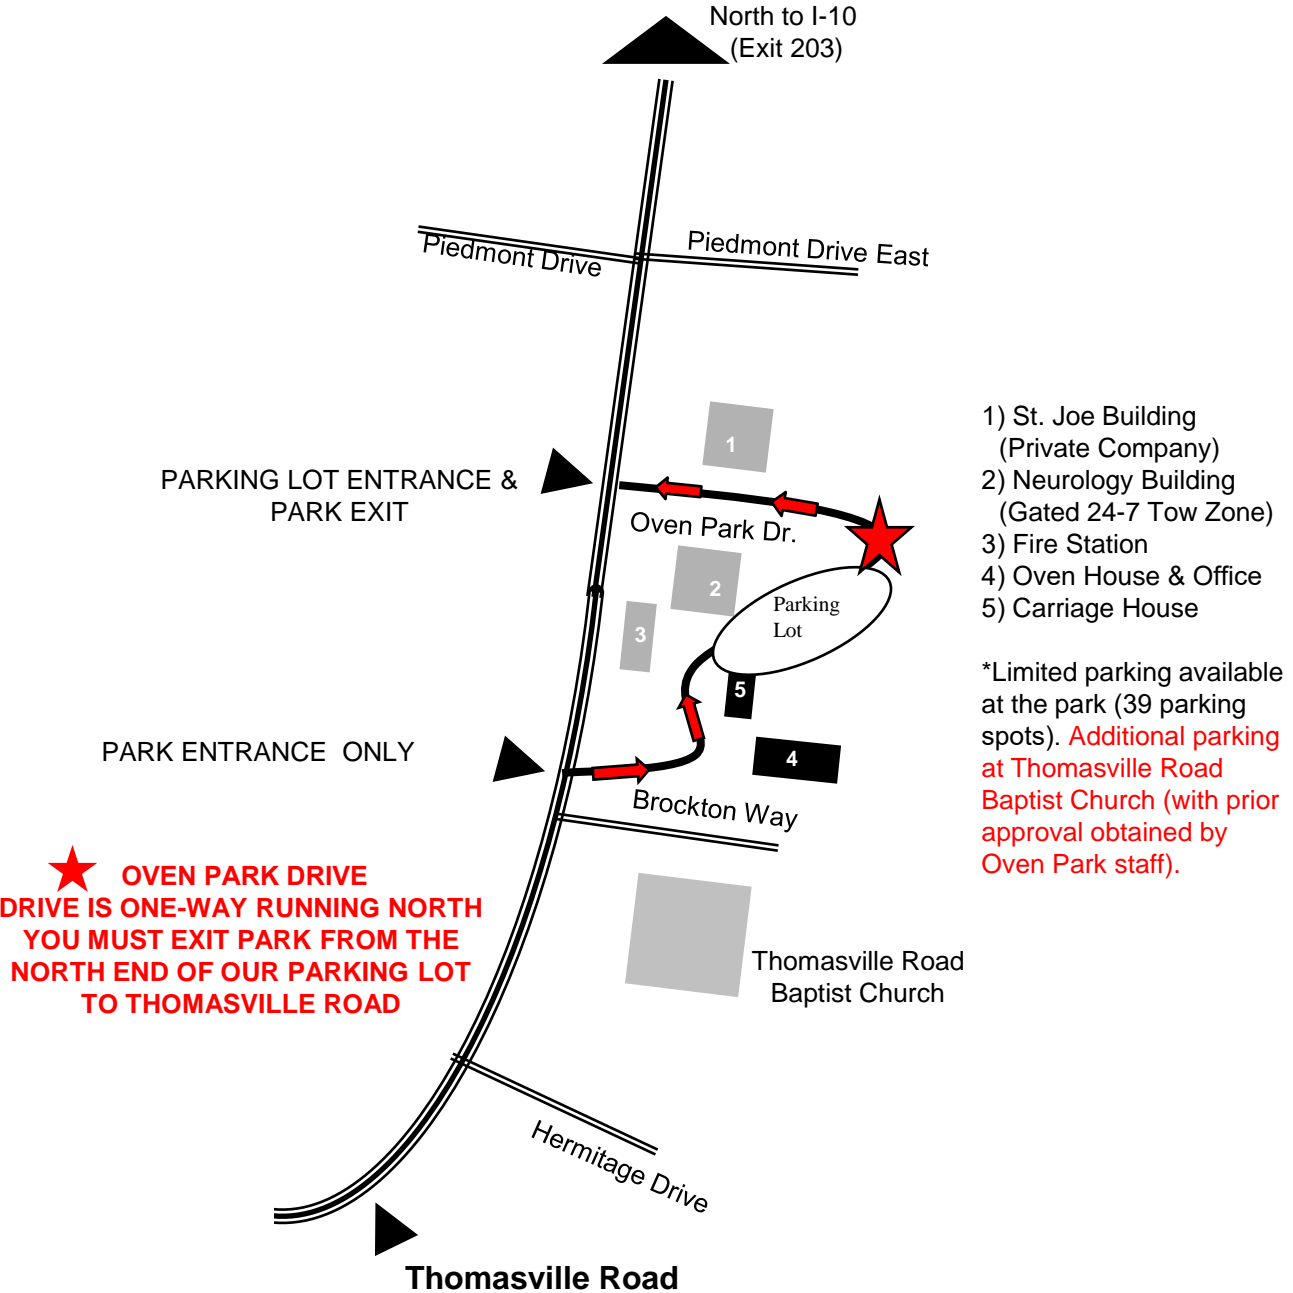 North to I-10
(Exit 203)
Piedmont Drive
Piedmont Drive East
1
PARKING LOT ENTRANCE &
PARK EXIT
Oven Park Dr.
2
Parking
Lot
3
5
PARK ENTRANCE  ONLY
4
Brockton Way
1) St. Joe Building
(Private Company)
2) Neurology Building
(Gated 24-7 Tow Zone)
3) Fire Station
4) Oven House & Office
5) Carriage House
*Limited parking available
at the park (39 parking
spots). Additional parking
at Thomasville Road
Baptist Church (with prior
approval obtained by
Oven Park staff).
OVEN PARK DRIVE
DRIVE IS ONE-WAY RUNNING NORTH
YOU MUST EXIT PARK FROM THE
NORTH END OF OUR PARKING LOT
TO THOMASVILLE ROAD
Thomasville Road
Baptist Church
Hermitage Drive
Thomasville Road